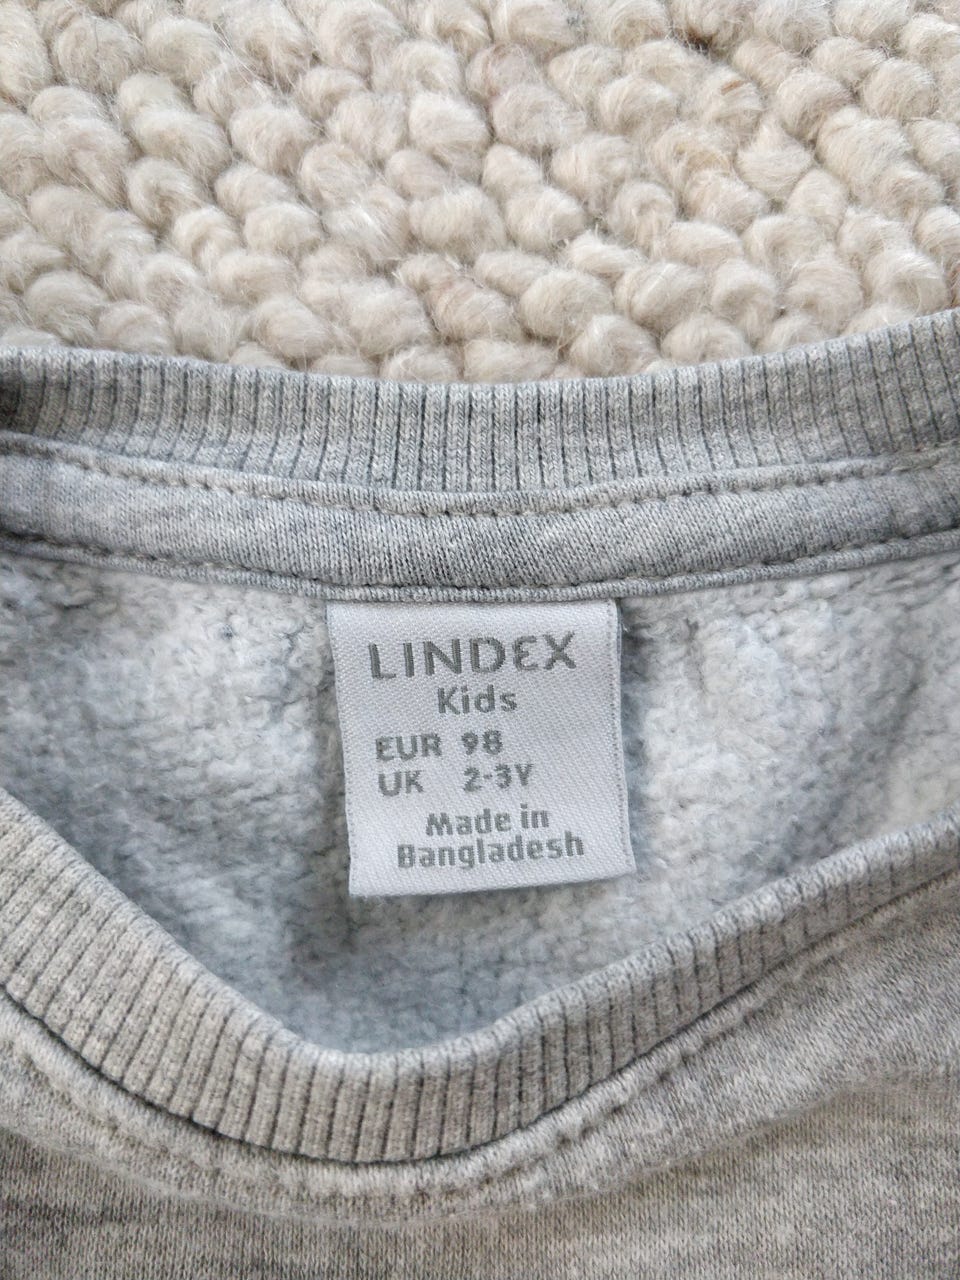 LINDEX
Kids
EUR 98
UK 2-3Y
Made in
Bangladesh